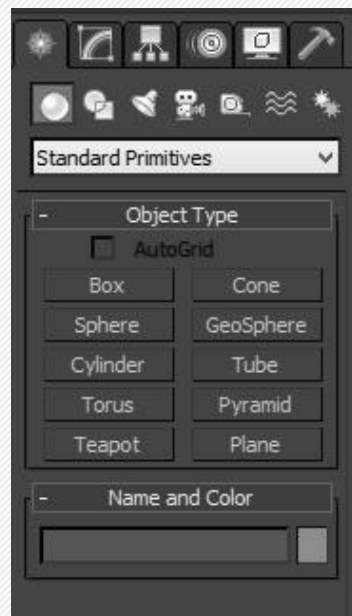 Standard Primitives
- Object Type
AutoGrid
Box Cone
Sphere GeoSphere
Cylinder Tube
Torus Pyramid
Teapot Plane
- Name and Color